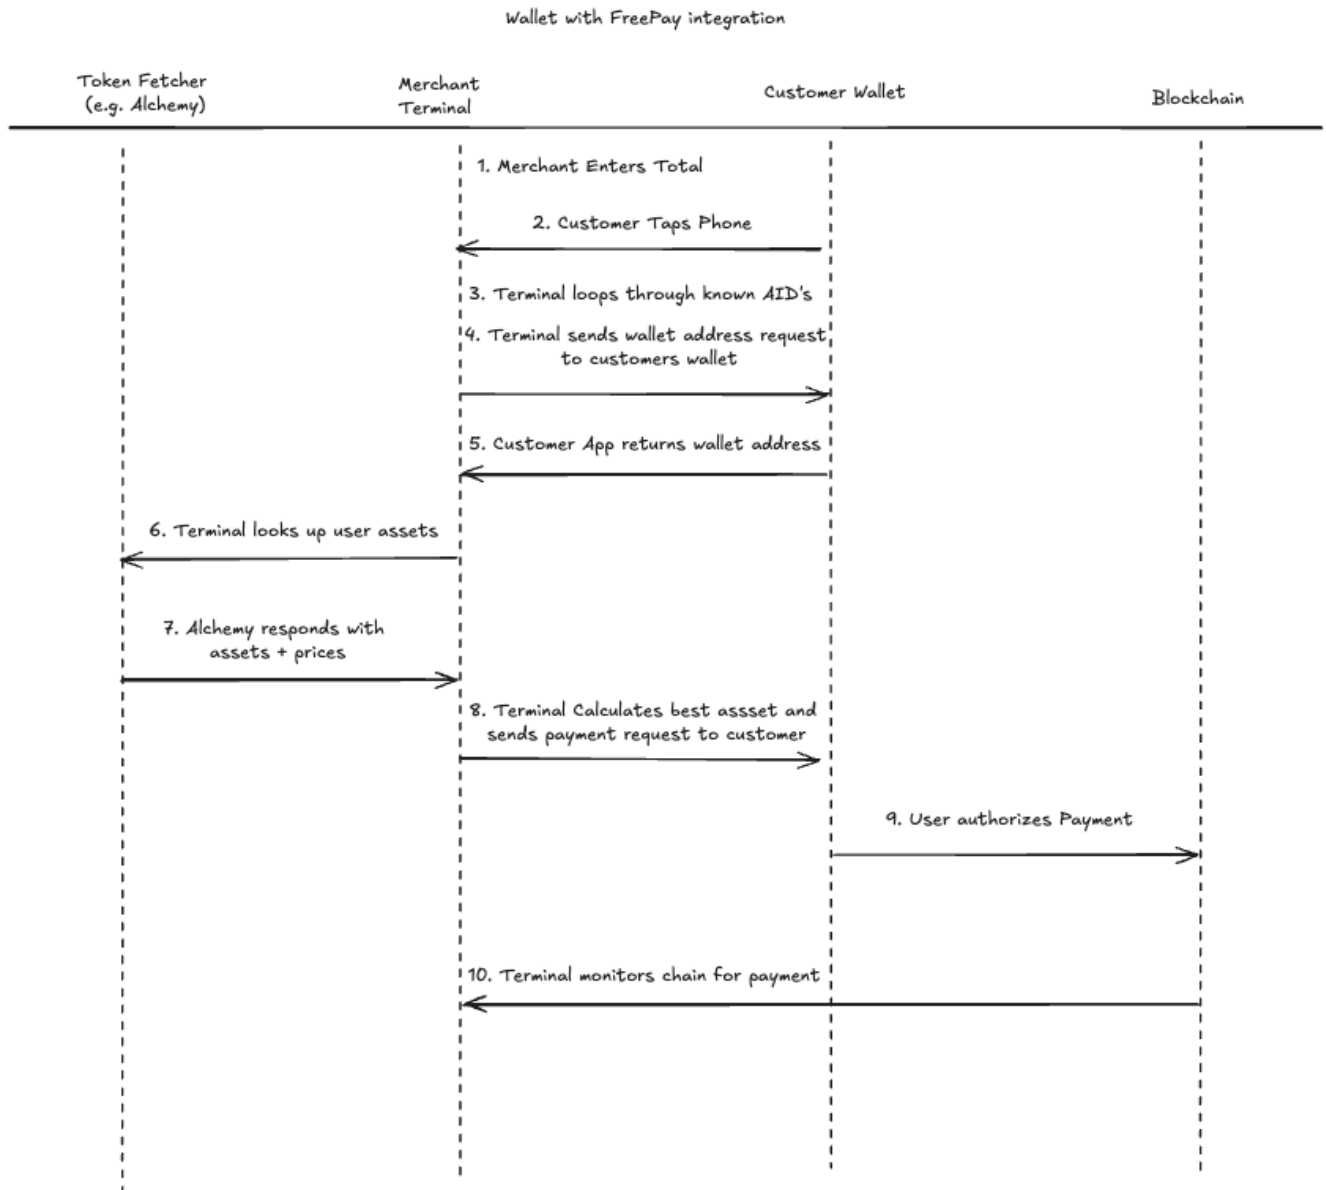 Wallet with FreePay integration
Token Fetcher
(e.g. Alchemy)
Merchant
Terminal
Customer Wallet
Blockchain
1. Merchant Enters Total
2. Customer Taps Phone
3. Terminal loops through known AID's
4. Terminal sends wallet address request
to customers wallet
5. Customer App returns wallet address
6. Terminal looks up user assets
7. Alchemy responds with
assets + prices
8. Terminal Calculates best assset and
sends payment request to customer
9. User authorizes Payment
10. Terminal monitors chain for payment